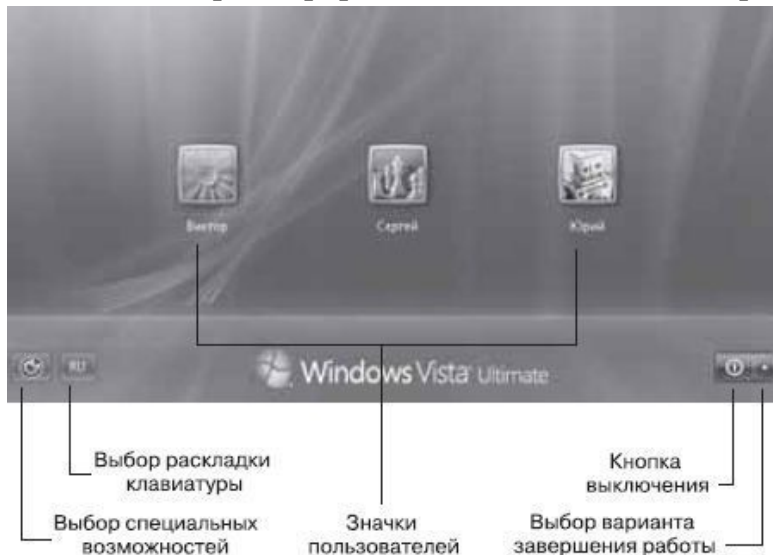 Виктор Сергей Юрий
RU Windows Vista Ultimate
Выбор раскладки
клавиатуры
Кнопка
выключения
Выбор специальных
возможностей
Значки
пользователей
Выбор варианта
завершения работы